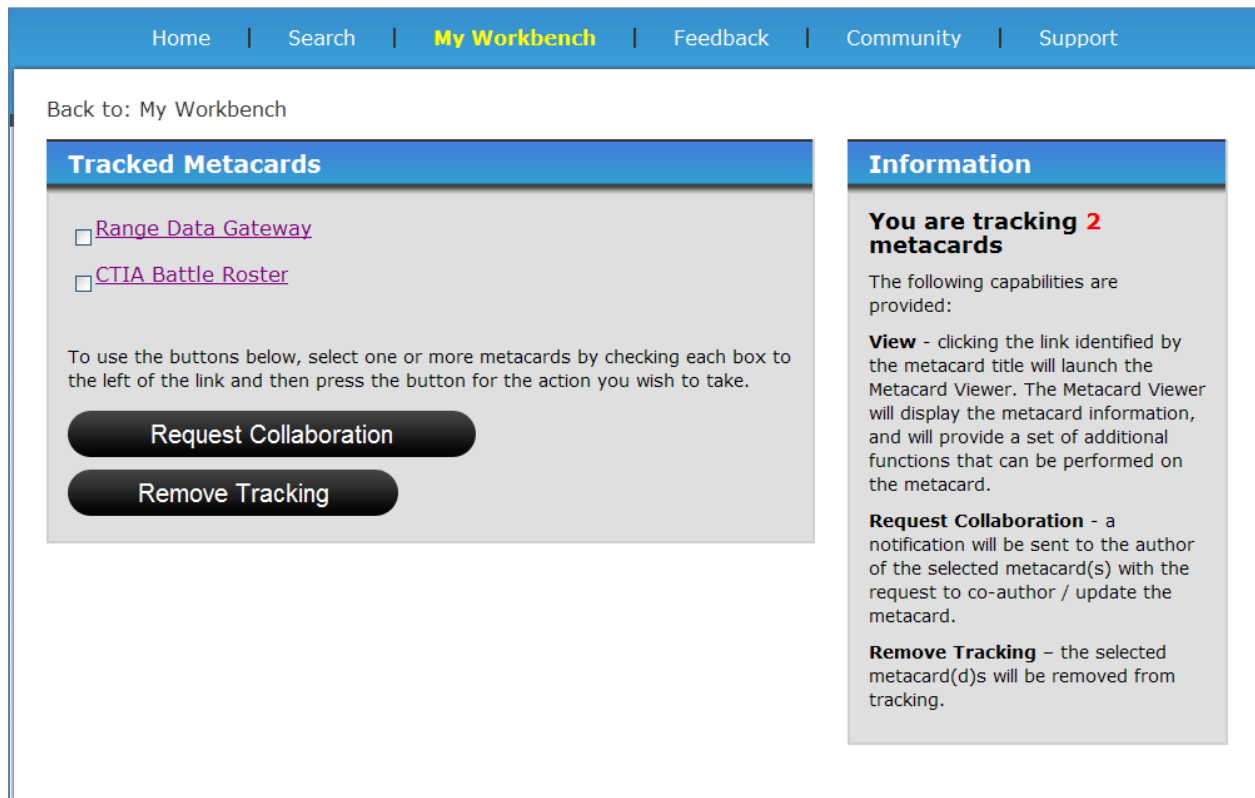 Home | Search | My Workbench | Feedback | Community | Support
Back to: My Workbench
Tracked Metacards
Range Data Gateway
CTIA Battle Roster
To use the buttons below, select one or more metacards by checking each box to
the left of the link and then press the button for the action you wish to take.
Request Collaboration
Remove Tracking
Information
You are tracking 2
metacards
The following capabilities are
provided:
View - clicking the link identified by
the metacard title will launch the
Metacard Viewer. The Metacard Viewer
will display the metacard information,
and will provide a set of additional
functions that can be performed on
the metacard.
Request Collaboration - a
notification will be sent to the author
of the selected metacard(s) with the
request to co-author / update the
metacard.
Remove Tracking – the selected
metacard(d)s will be removed from
tracking.